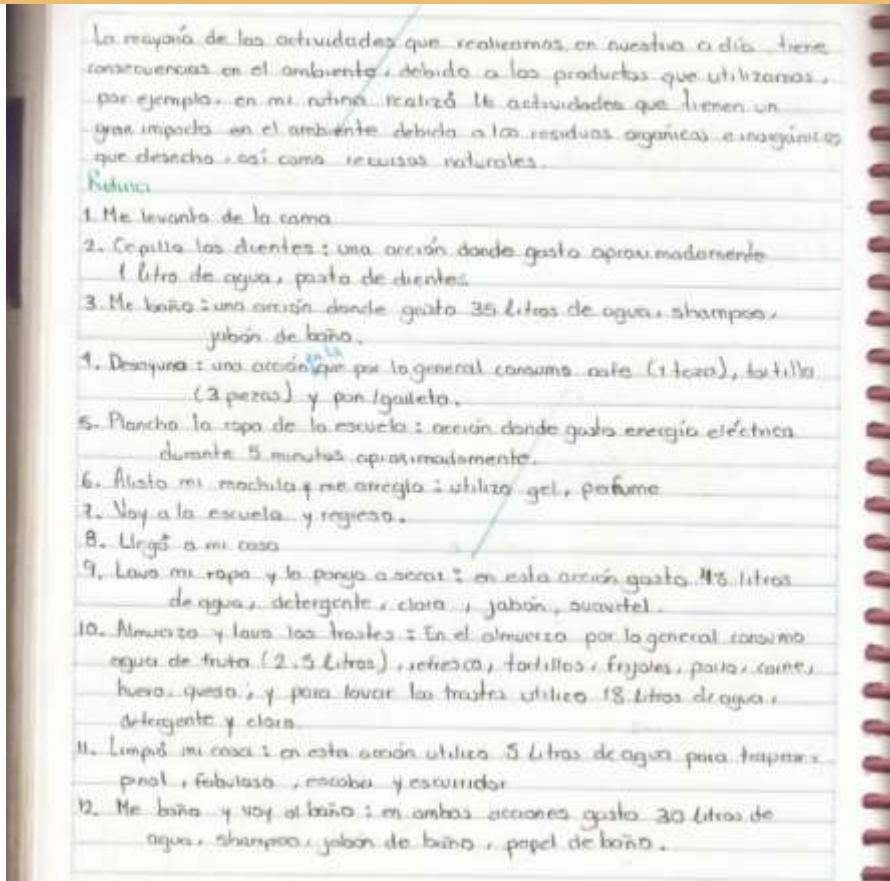 La mayoría de las actividades que realicemos en nuestro a día tiene
consecuencias en el ambiente, debido a los productos que utilizamos,
por ejemplo, en mi rutina realizó actividades que tienen un
gran impacto en el ambiente debido a los residuos orgánicos e inorgánicos
que desecho, así como recursos naturales.
Rutina
1. Me levanto de la cama
2. Cepillo los dientes: una acción donde gasto aproximadamente
1 litro de agua, pasta de dientes.
3. Me baño: una acción donde gasto 35 litros de agua, shampoo,
jabón de baño.
4. Desayuno: una acción en la que por lo general consumo cafe (1 taza), tortilla
(3 piezas) y pan/galleta.
5. Plancho la ropa de la escuela: acción donde gasto energía eléctrica
durante 5 minutos aproximadamente.
6. Alisto mi mochila y me arreglo: utilizo gel, perfume
7. Voy a la escuela y regreso.
8. Llegó a mi casa
9. Lavo mi ropa y la pongo a secar: en esta acción gasto litros
de agua, detergente, cloro, jabón, suavitel.
10. Almuerzo y lavo los trastes: En el almuerzo por lo general consumo
agua de fruta (2.5 Litros), refresco, tortillas, frijoles, pollo, carne,
huevo, queso; y para lavar los trastes utilizo 18 litros de agua,
detergente y cloro.
11. Limpió mi casa: en esta acción utilizo 5 Litros de agua para trapear,
pinol, fabuloso, escoba y escurridor
12. Me baño y voy al baño: en ambas acciones gasto 30 litros de
agua, shampoo, jabón de baño, papel de baño.